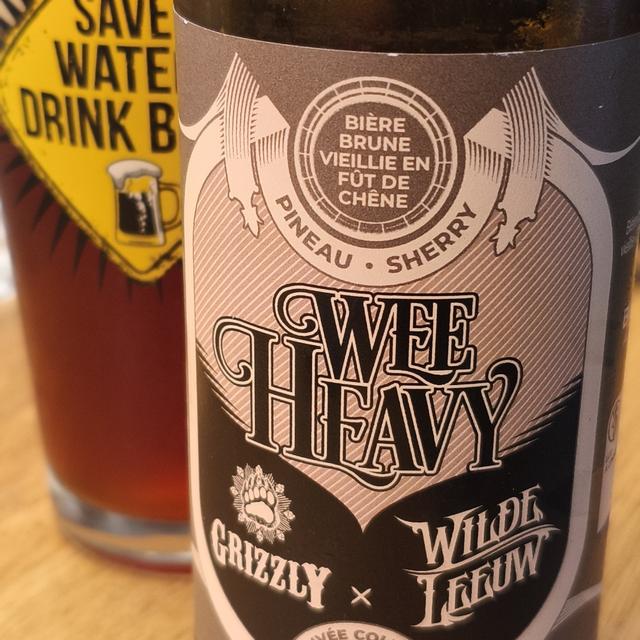 SAVE
WATE
DRINK B
BIÈRE
BRUNE
VIEILLIE EN
FÛT DE
CHÊNE
PINEAU • SHERRY
WEE
HEAVY
GRIZZLY × WILDE
LEEUW